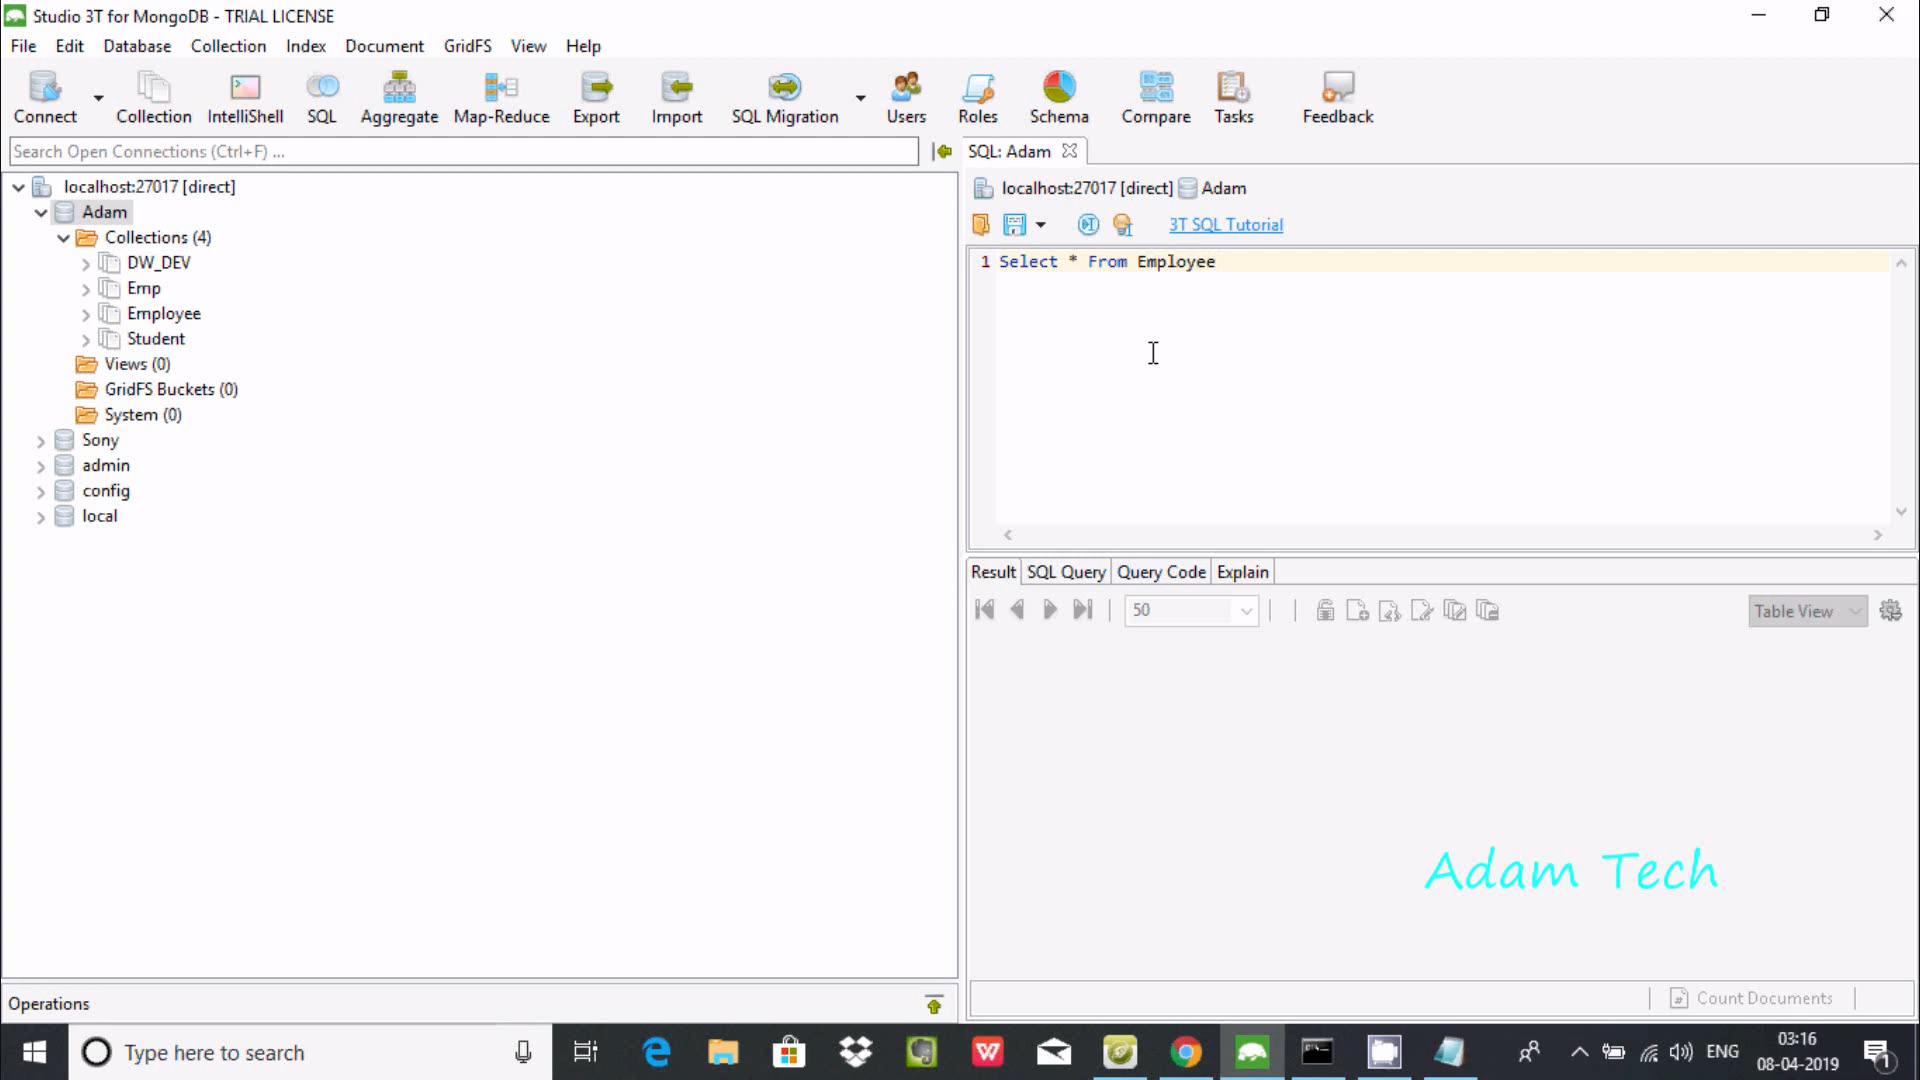 Studio 3T for MongoDB - TRIAL LICENSE
File Edit Database Collection Index Document GridFS View Help
Connect Collection IntelliShell SQL Aggregate Map-Reduce Export Import SQL Migration Users Roles Schema Compare Tasks Feedback
Search Open Connections (Ctrl+F) ...
localhost:27017 [direct]
Adam
Collections (4)
DW_DEV
Emp
Employee
Student
Views (0)
GridFS Buckets (0)
System (0)
Sony
admin
config
local
Operations
SQL: Adam
localhost:27017 [direct] Adam
3T SQL Tutorial
1 Select * From Employee
Result SQL Query Query Code Explain
50 Table View
Adam Tech
Count Documents
Type here to search
ENG
03:16
08-04-2019
1